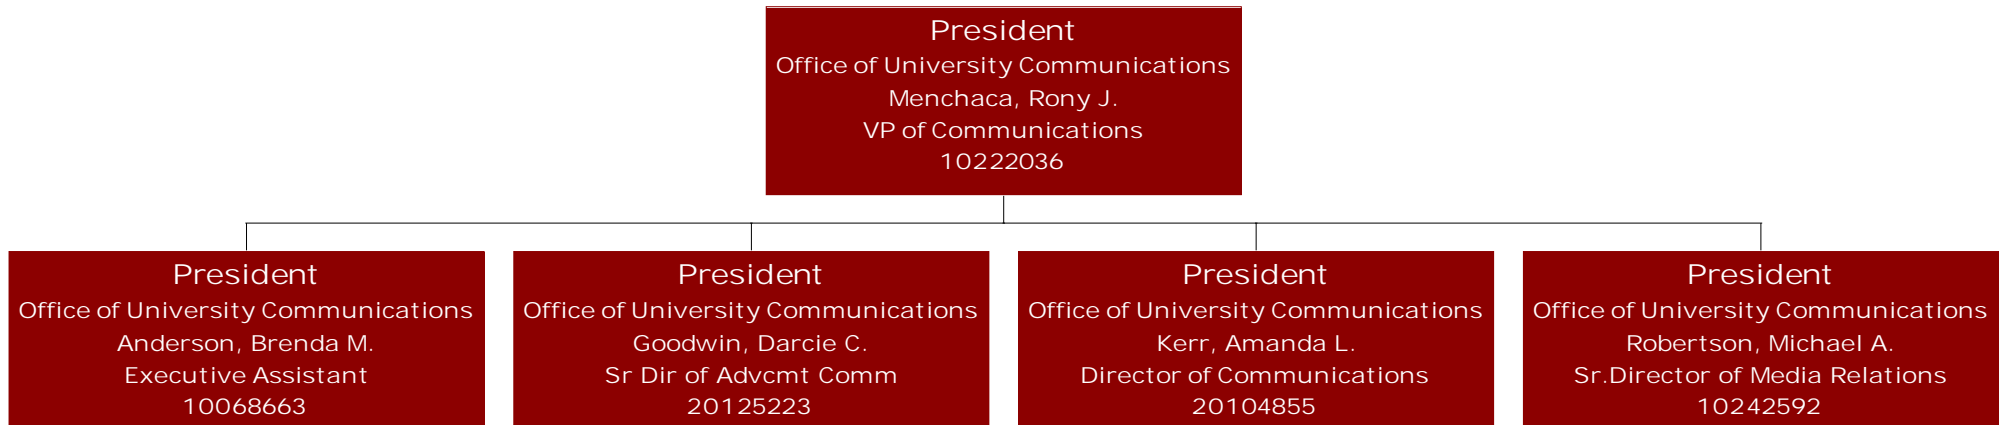 President
Office of University Communications
Menchaca, Rony J.
VP of Communications
10222036
President
Office of University Communications
Anderson, Brenda M.
Executive Assistant
10068663
President
Office of University Communications
Goodwin, Darcie C.
Sr Dir of Advcmt Comm
20125223
President
Office of University Communications
Kerr, Amanda L.
Director of Communications
20104855
President
Office of University Communications
Robertson, Michael A.
Sr.Director of Media Relations
10242592